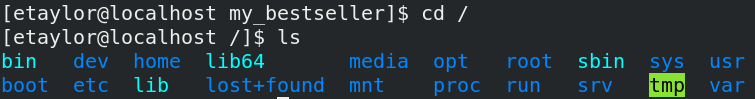 [etaylor@localhost my_bestseller]$ cd /
[etaylor@localhost /]$ ls
bin dev home lib64 media opt root sbin sys usr
boot etc lib lost+found mnt proc run srv tmp var